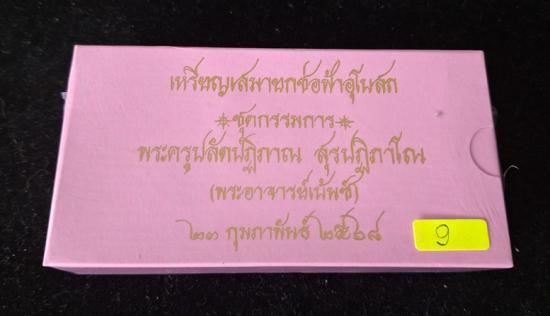 เหรียญเสมายกช่อฟ้าอุโบสถ
ชุดกรรมการ
พระครูปลัดปฏิภาณ สุรปฏิภาโณ
(พระอาจารย์เน้นซ์)
๒๓ กุมภาพันธ์ ๒๕๖๘
9